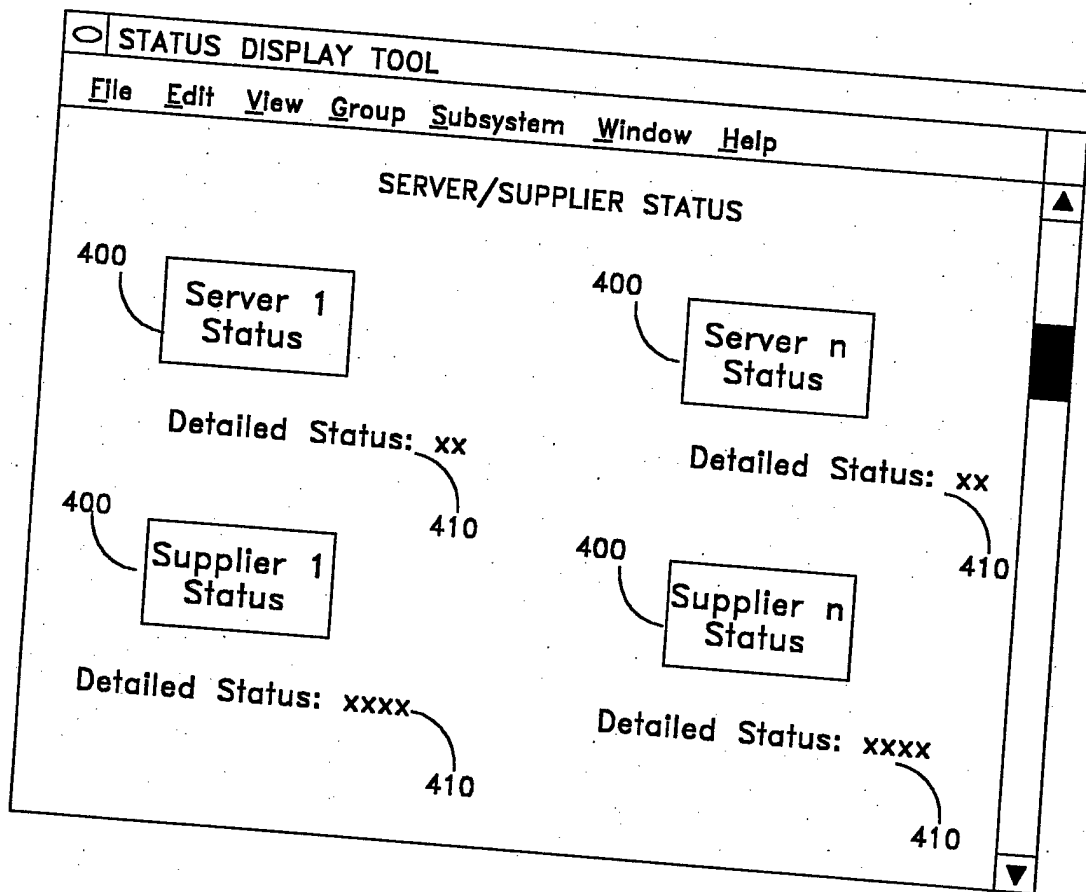 STATUS DISPLAY TOOL
File Edit View Group Subsystem Window Help
SERVER/SUPPLIER STATUS
400
Server 1
Status
400
Server n
Status
Detailed Status: xx
410
Detailed Status: xx
410
400
Supplier 1
Status
400
Supplier n
Status
Detailed Status: xxxx
410
Detailed Status: xxxx
410